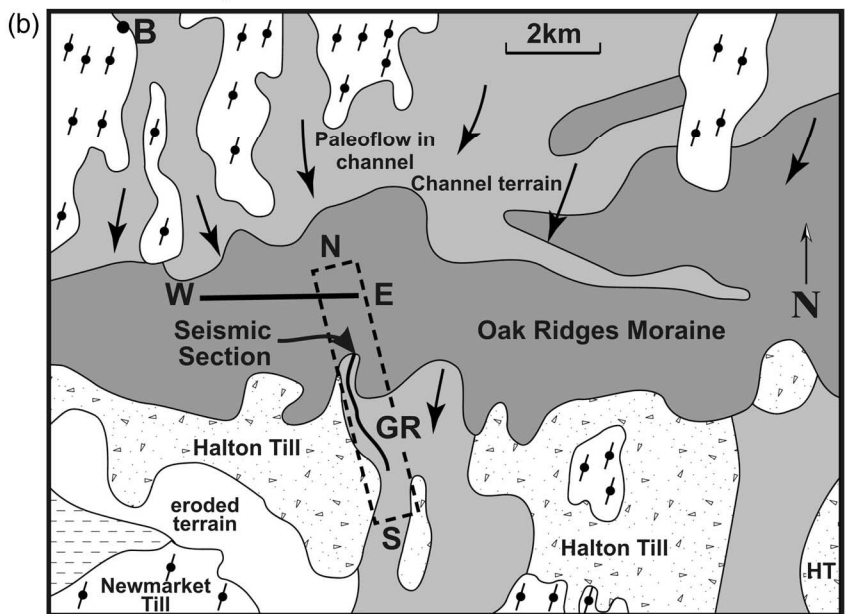 (b)
B
2km
Paleoflow in
channel
Channel terrain
N
W
E
N
Seismic
Section
Oak Ridges Moraine
GR
Halton Till
eroded
terrain
S
Halton Till
HT
Newmarket
Till